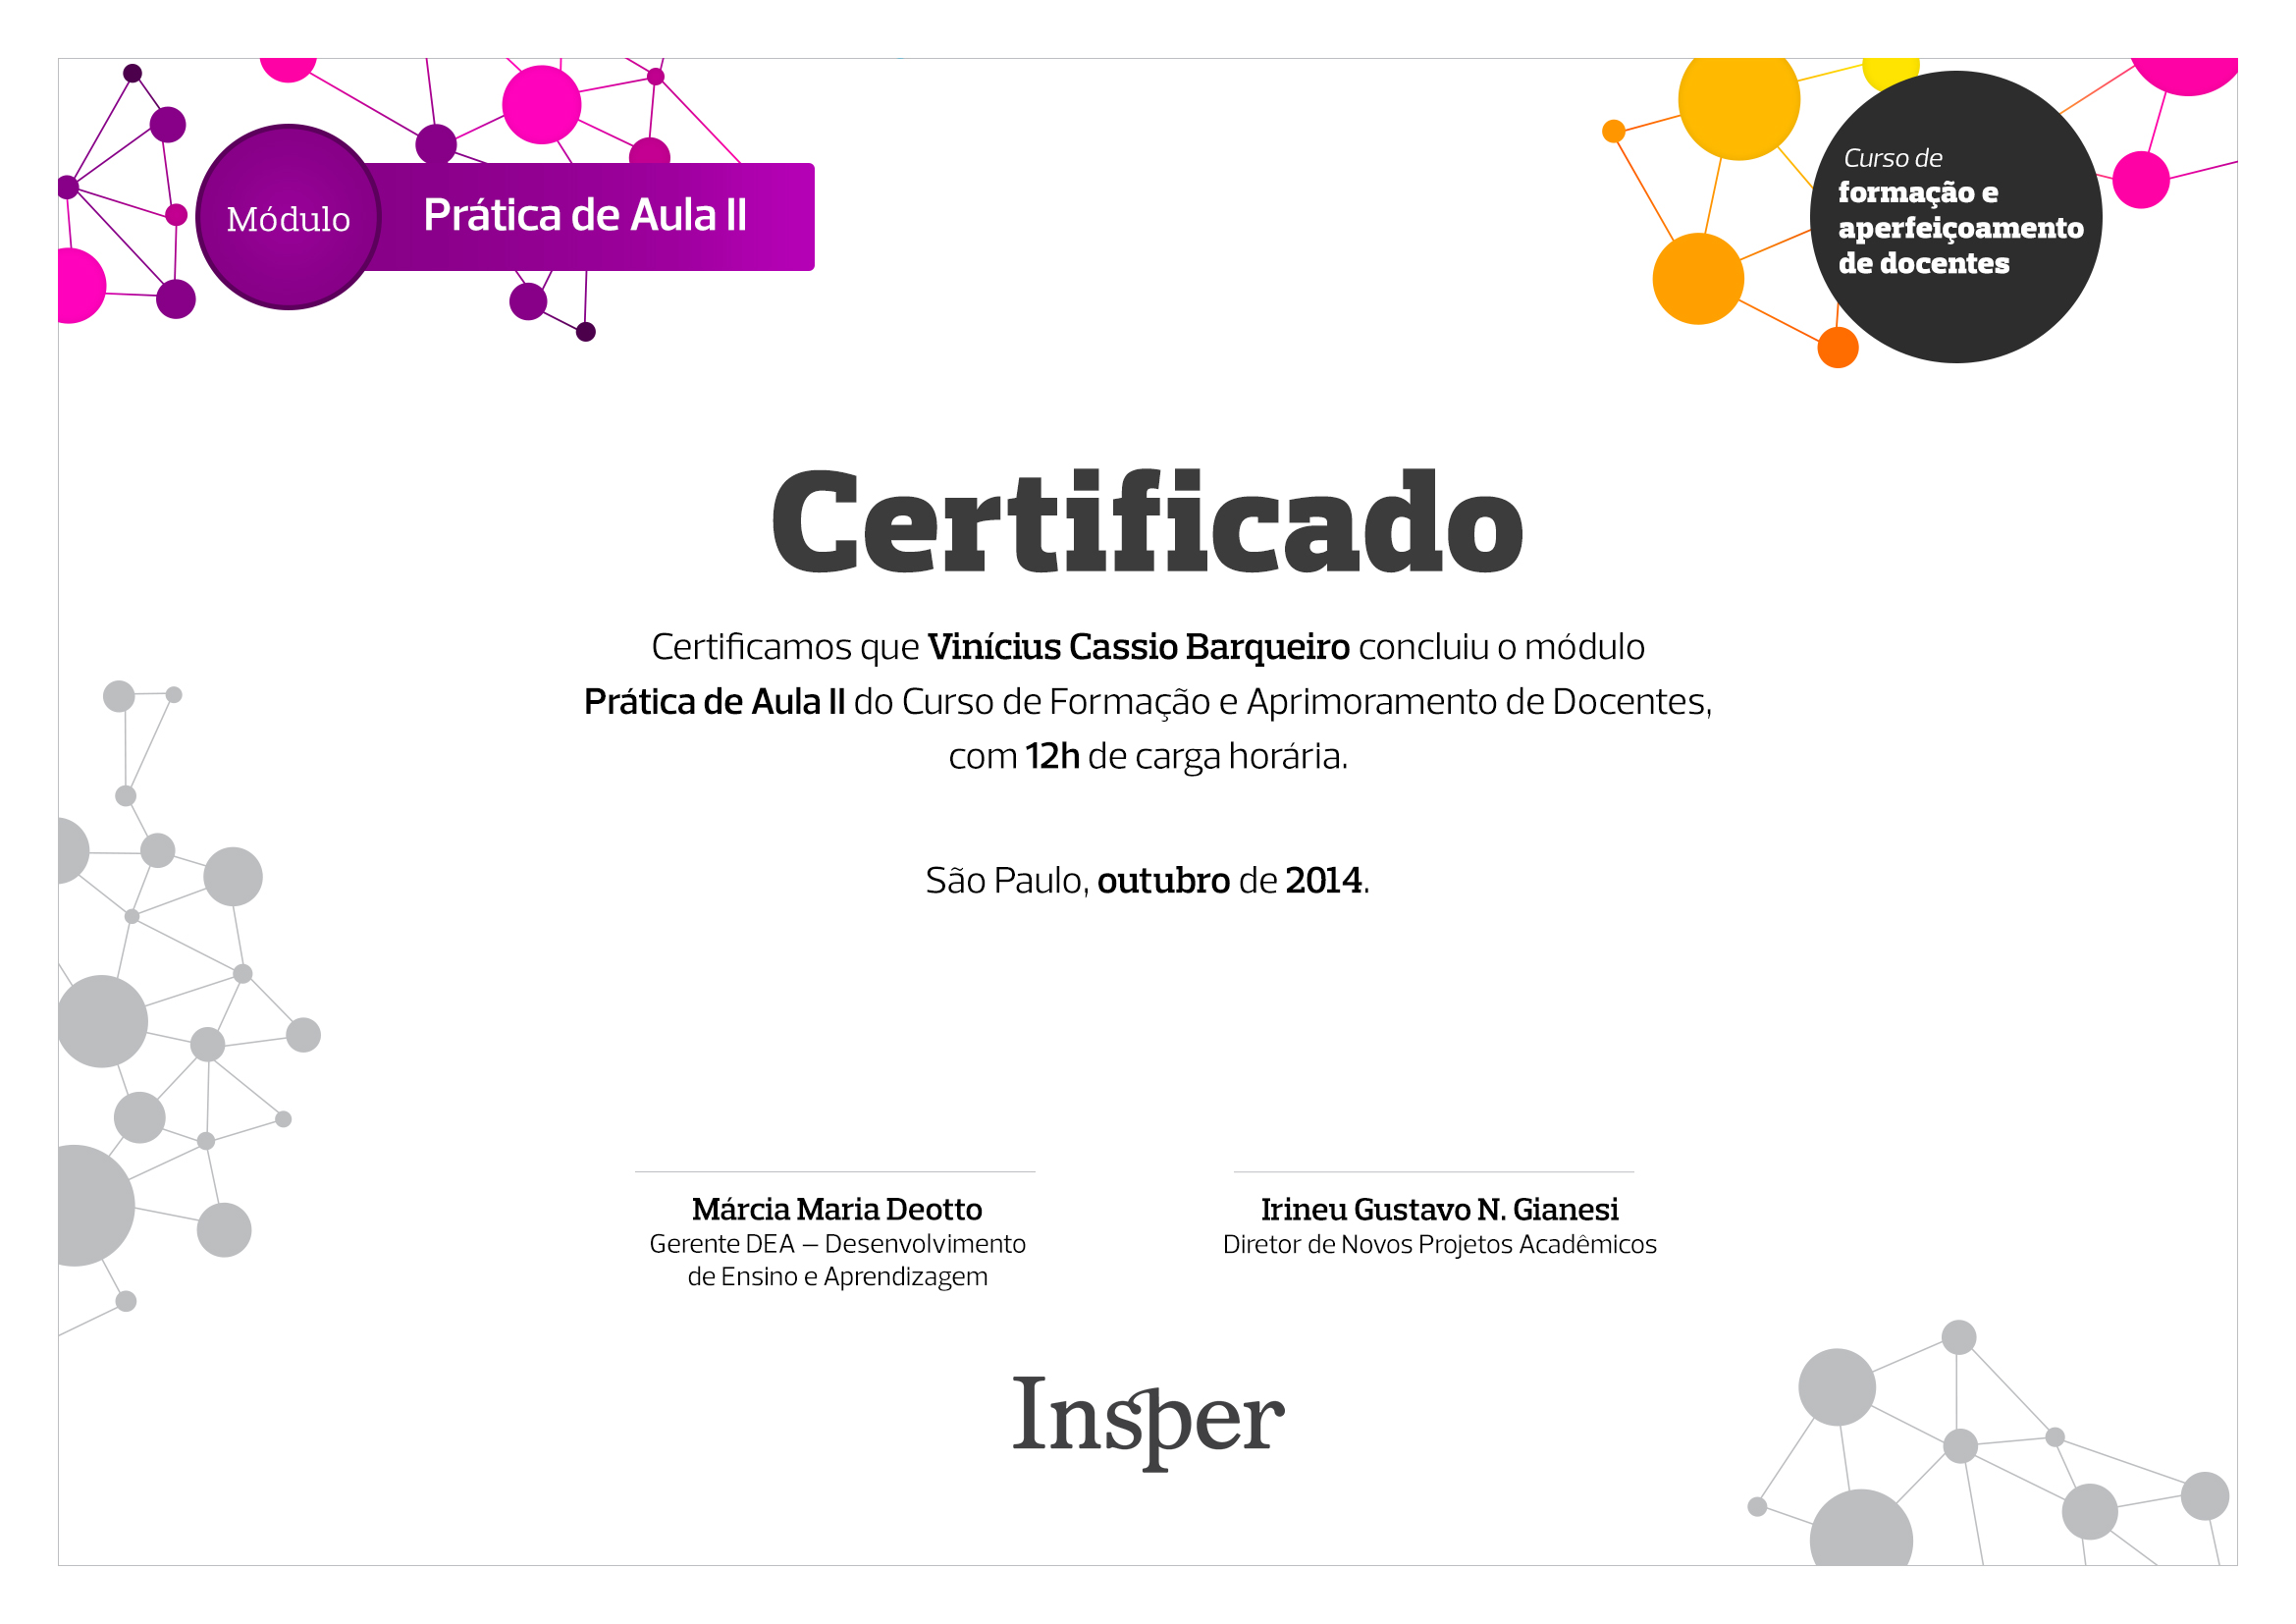 Módulo
Prática de Aula II
Curso de
formação e
aperfeiçoamento
de docentes
Certificado
Certificamos que Vinícius Cassio Barqueiro concluiu o módulo
Prática de Aula II do Curso de Formação e Aprimoramento de Docentes,
com 12h de carga horária.
São Paulo, outubro de 2014.
Márcia Maria Deotto
Gerente DEA – Desenvolvimento
de Ensino e Aprendizagem
Irineu Gustavo N. Gianesi
Diretor de Novos Projetos Acadêmicos
Insper